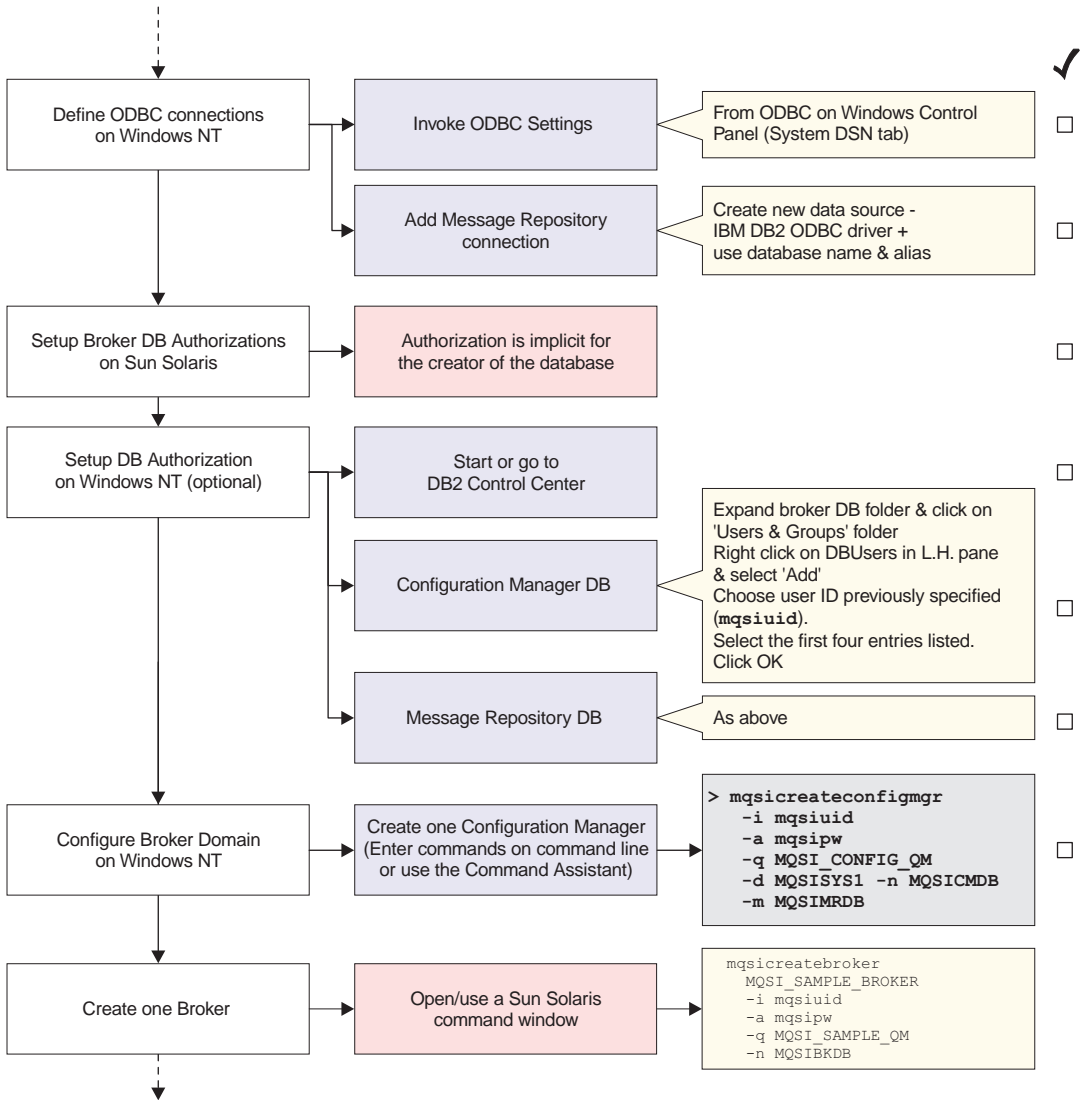 Define ODBC connections
on Windows NT
Invoke ODBC Settings
From ODBC on Windows Control
Panel (System DSN tab)
Add Message Repository
connection
Create new data source -
IBM DB2 ODBC driver +
use database name & alias
Setup Broker DB Authorizations
on Sun Solaris
Authorization is implicit for
the creator of the database
Setup DB Authorization
on Windows NT (optional)
Start or go to
DB2 Control Center
Configuration Manager DB
Expand broker DB folder & click on
'Users & Groups' folder
Right click on DBUsers in L.H. pane
& select 'Add'
Choose user ID previously specified
(mqsiuid).
Select the first four entries listed.
Click OK
Message Repository DB
As above
Configure Broker Domain
on Windows NT
Create one Configuration Manager
(Enter commands on command line
or use the Command Assistant)
> mqsicreateconfigmgr
-i mqsiuid
-a mqsipw
-q MQSI_CONFIG_QM
-d MQSISYS1 -n MQSICMDB
-m MQSIMRDB
Create one Broker
Open/use a Sun Solaris
command window
mqsicreatebroker
MQSI_SAMPLE_BROKER
-i mqsiuid
-a mqsipw
-q MQSI_SAMPLE_QM
-n MQSIBKDB